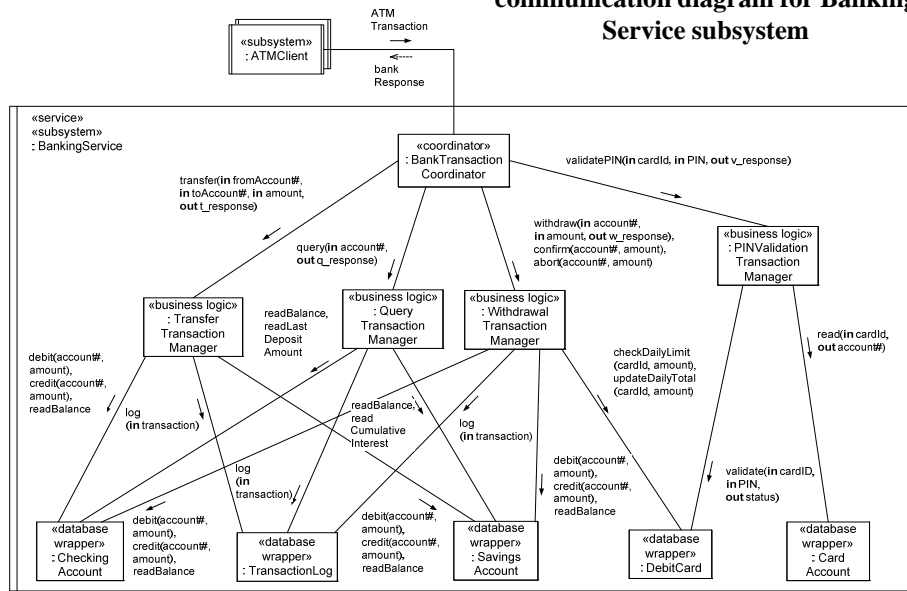 communication diagram for Banking
Service subsystem
ATM
Transaction
«subsystem»
: ATMClient
bank
Response
«service»
«subsystem»
: BankingService
«coordinator»
: BankTransaction
Coordinator
validatePIN(in cardId, in PIN, out v_response)
transfer(in fromAccount#,
in toAccount#, in amount,
out t_response)
query(in account#,
out q_response)
withdraw(in account#,
in amount, out w_response),
confirm(account#, amount),
abort(account#, amount)
«business logic»
: PINValidation
Transaction
Manager
«business logic»
: Transfer
Transaction
Manager
readBalance,
readLast
Deposit
Amount
«business logic»
: Query
Transaction
Manager
«business logic»
: Withdrawal
Transaction
Manager
read(in cardId,
out account#)
debit(account#,
amount),
credit(account#,
amount),
readBalance
checkDailyLimit
(cardId, amount),
updateDailyTotal
(cardId, amount)
log
(in transaction)
readBalance,
read
Cumulative
Interest
log
(in transaction)
log
(in
transaction)
debit(account#,
amount),
credit(account#,
amount),
readBalance
validate(in cardID,
in PIN,
out status)
«database
wrapper»
: Checking
Account
debit(account#,
amount),
credit(account#,
amount),
readBalance
«database
wrapper»
: TransactionLog
debit(account#,
amount),
credit(account#,
amount),
readBalance
«database
wrapper»
: Savings
Account
«database
wrapper»
: DebitCard
«database
wrapper»
: Card
Account